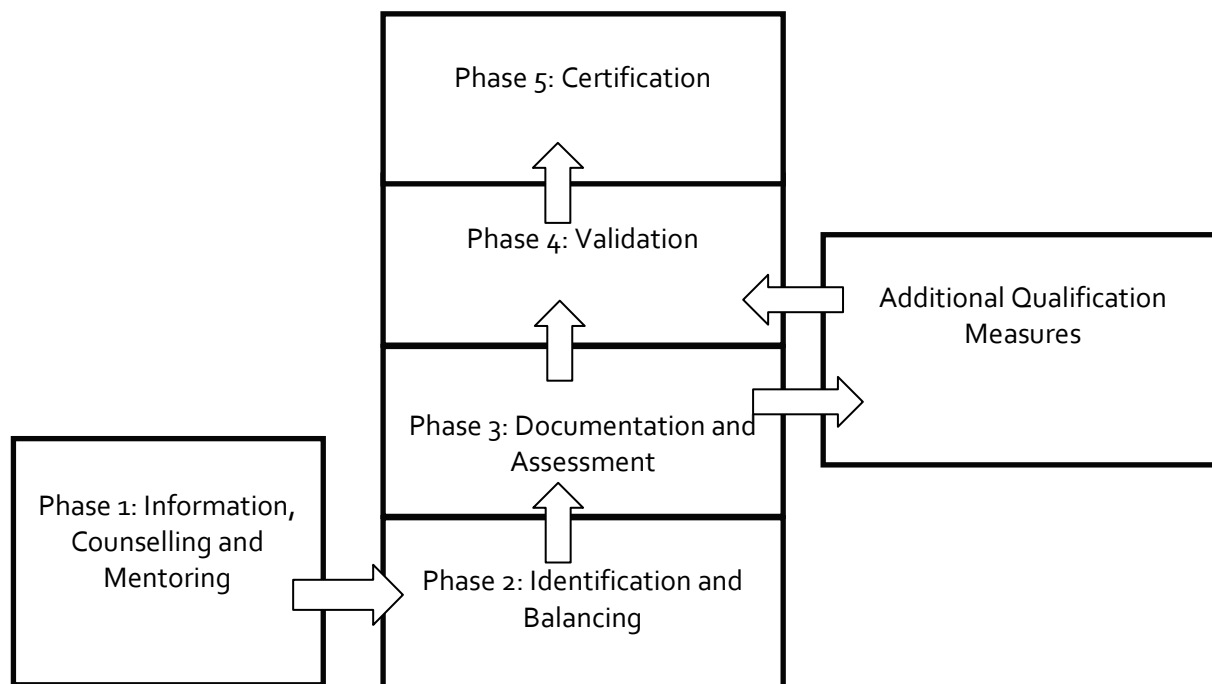 Phase 5: Certification
Phase 4: Validation
Additional Qualification
Measures
Phase 3: Documentation and
Assessment
Phase 1: Information,
Counselling and
Mentoring
Phase 2: Identification and
Balancing